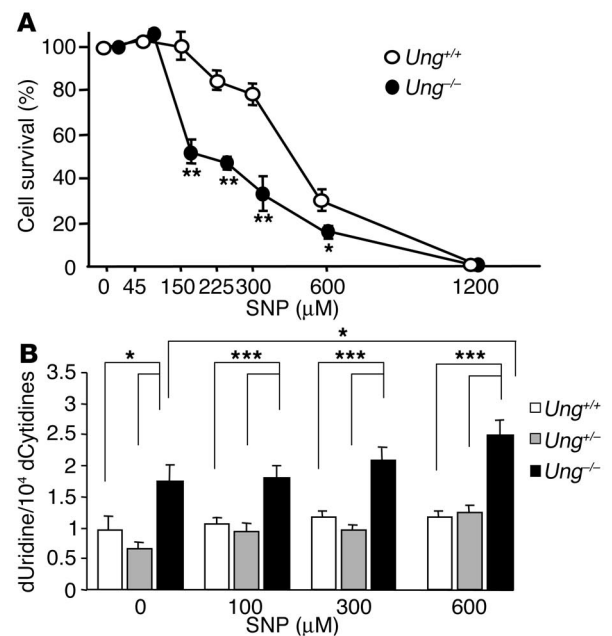 A
100
80
60
40
20
0
Cell survival (%)
Ung+/+
Ung–/–
**
**
**
*
0 45 150 225 300 600 1200
SNP (µM)
B
*
* *** *** ***
3.5
3
2.5
2
1.5
1
0.5
0
dUridine/10⁴ dCytidines
Ung+/+
Ung+/–
Ung–/–
0 100 300 600
SNP (µM)